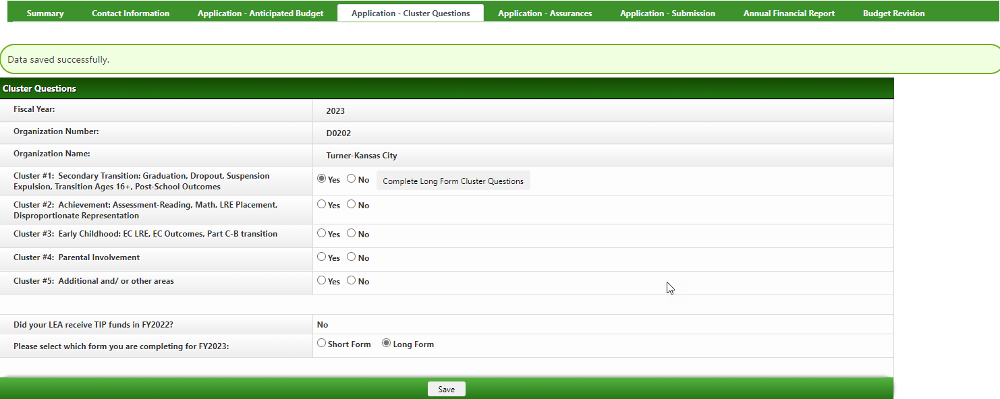 Summary Contact Information Application - Anticipated Budget Application - Cluster Questions Application - Assurances Application - Submission Annual Financial Report Budget Revision
Data saved successfully.
Cluster Questions
Fiscal Year: 2023
Organization Number: D0202
Organization Name: Turner-Kansas City
Cluster #1: Secondary Transition: Graduation, Dropout, Suspension
Expulsion, Transition Ages 16+, Post-School Outcomes
Yes No Complete Long Form Cluster Questions
Cluster #2: Achievement: Assessment-Reading, Math, LRE Placement,
Disproportionate Representation
Yes No
Cluster #3: Early Childhood: EC LRE, EC Outcomes, Part C-B transition Yes No
Cluster #4: Parental Involvement Yes No
Cluster #5: Additional and/ or other areas Yes No
Did your LEA receive TIP funds in FY2022? No
Please select which form you are completing for FY2023: Short Form Long Form
Save